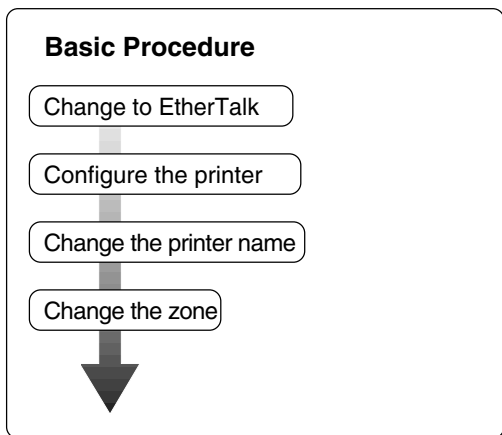 Basic Procedure
Change to EtherTalk
Configure the printer
Change the printer name
Change the zone